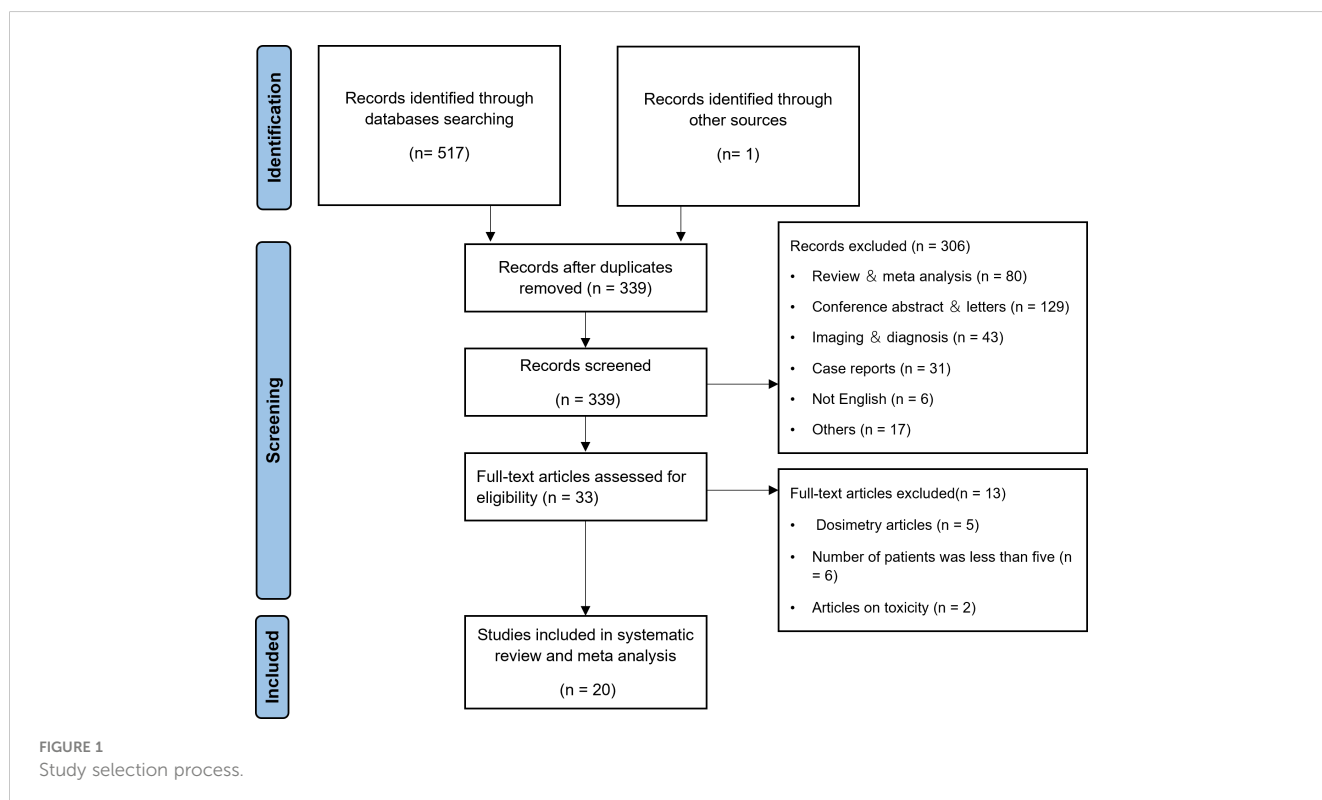 Identification
Records identified through
databases searching
(n= 517)
Records identified through
other sources
(n= 1)
Screening
Records after duplicates
removed (n = 339)
Records screened
(n = 339)
Full-text articles assessed for
eligibility (n = 33)
Records excluded (n = 306)
• Review & meta analysis (n = 80)
• Conference abstract & letters (n = 129)
• Imaging & diagnosis (n = 43)
• Case reports (n = 31)
• Not English (n = 6)
• Others (n = 17)
Full-text articles excluded(n = 13)
• Dosimetry articles (n = 5)
• Number of patients was less than five (n
= 6)
• Articles on toxicity (n = 2)
Included
Studies included in systematic
review and meta analysis
(n = 20)
FIGURE 1
Study selection process.